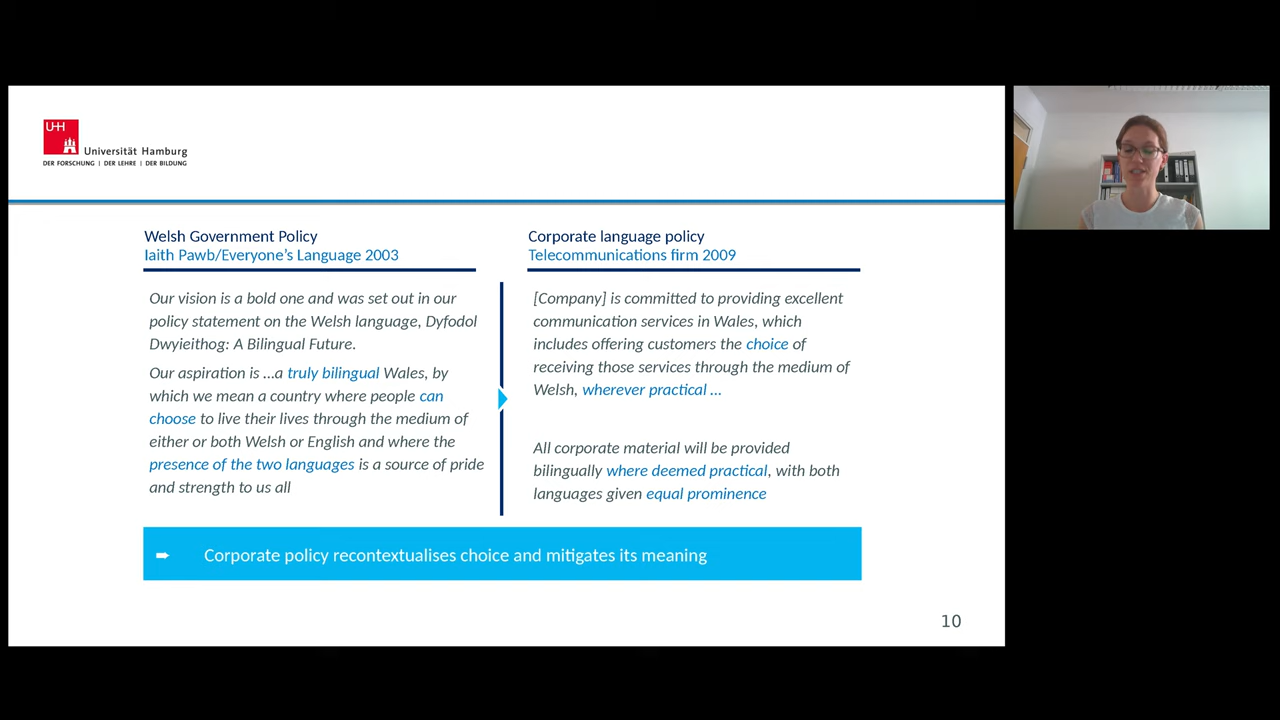 UHH
Universität Hamburg
DER FORSCHUNG | DER LEHRE | DER BILDUNG
Welsh Government Policy
Iaith Pawb/Everyone's Language 2003
Our vision is a bold one and was set out in our
policy statement on the Welsh language, Dyfodol
Dwyieithog: A Bilingual Future.
Our aspiration is ...a truly bilingual Wales, by
which we mean a country where people can
choose to live their lives through the medium of
either or both Welsh or English and where the
presence of the two languages is a source of pride
and strength to us all
Corporate language policy
Telecommunications firm 2009
[Company] is committed to providing excellent
communication services in Wales, which
includes offering customers the choice of
receiving those services through the medium of
Welsh, wherever practical ...
All corporate material will be provided
bilingually where deemed practical, with both
languages given equal prominence
➨ Corporate policy recontextualises choice and mitigates its meaning
10